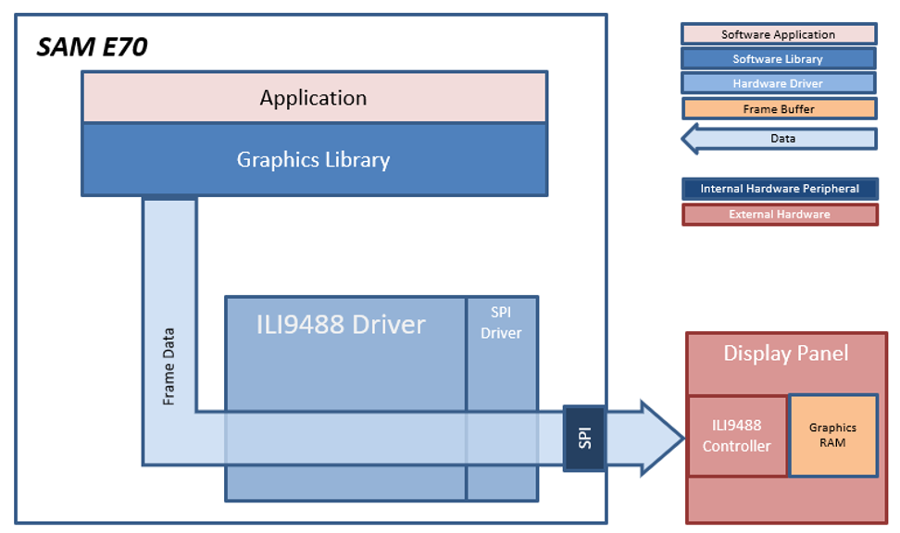 SAM E70
Application
Graphics Library
Frame Data
ILI9488 Driver
SPI
Driver
SPI
Software Application
Software Library
Hardware Driver
Frame Buffer
Data
Internal Hardware Peripheral
External Hardware
Display Panel
ILI9488
Controller
Graphics
RAM